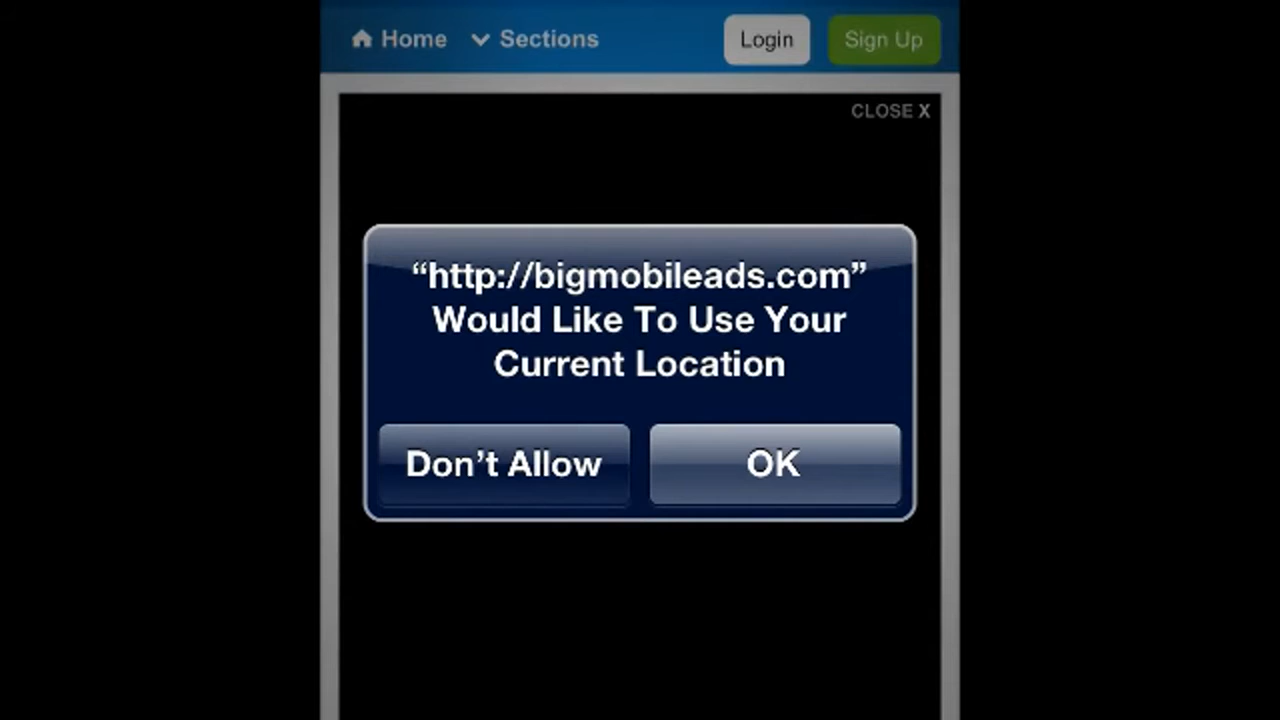 Home Sections Login Sign Up
CLOSE X
“http://bigmobileads.com”
Would Like To Use Your
Current Location
Don’t Allow OK